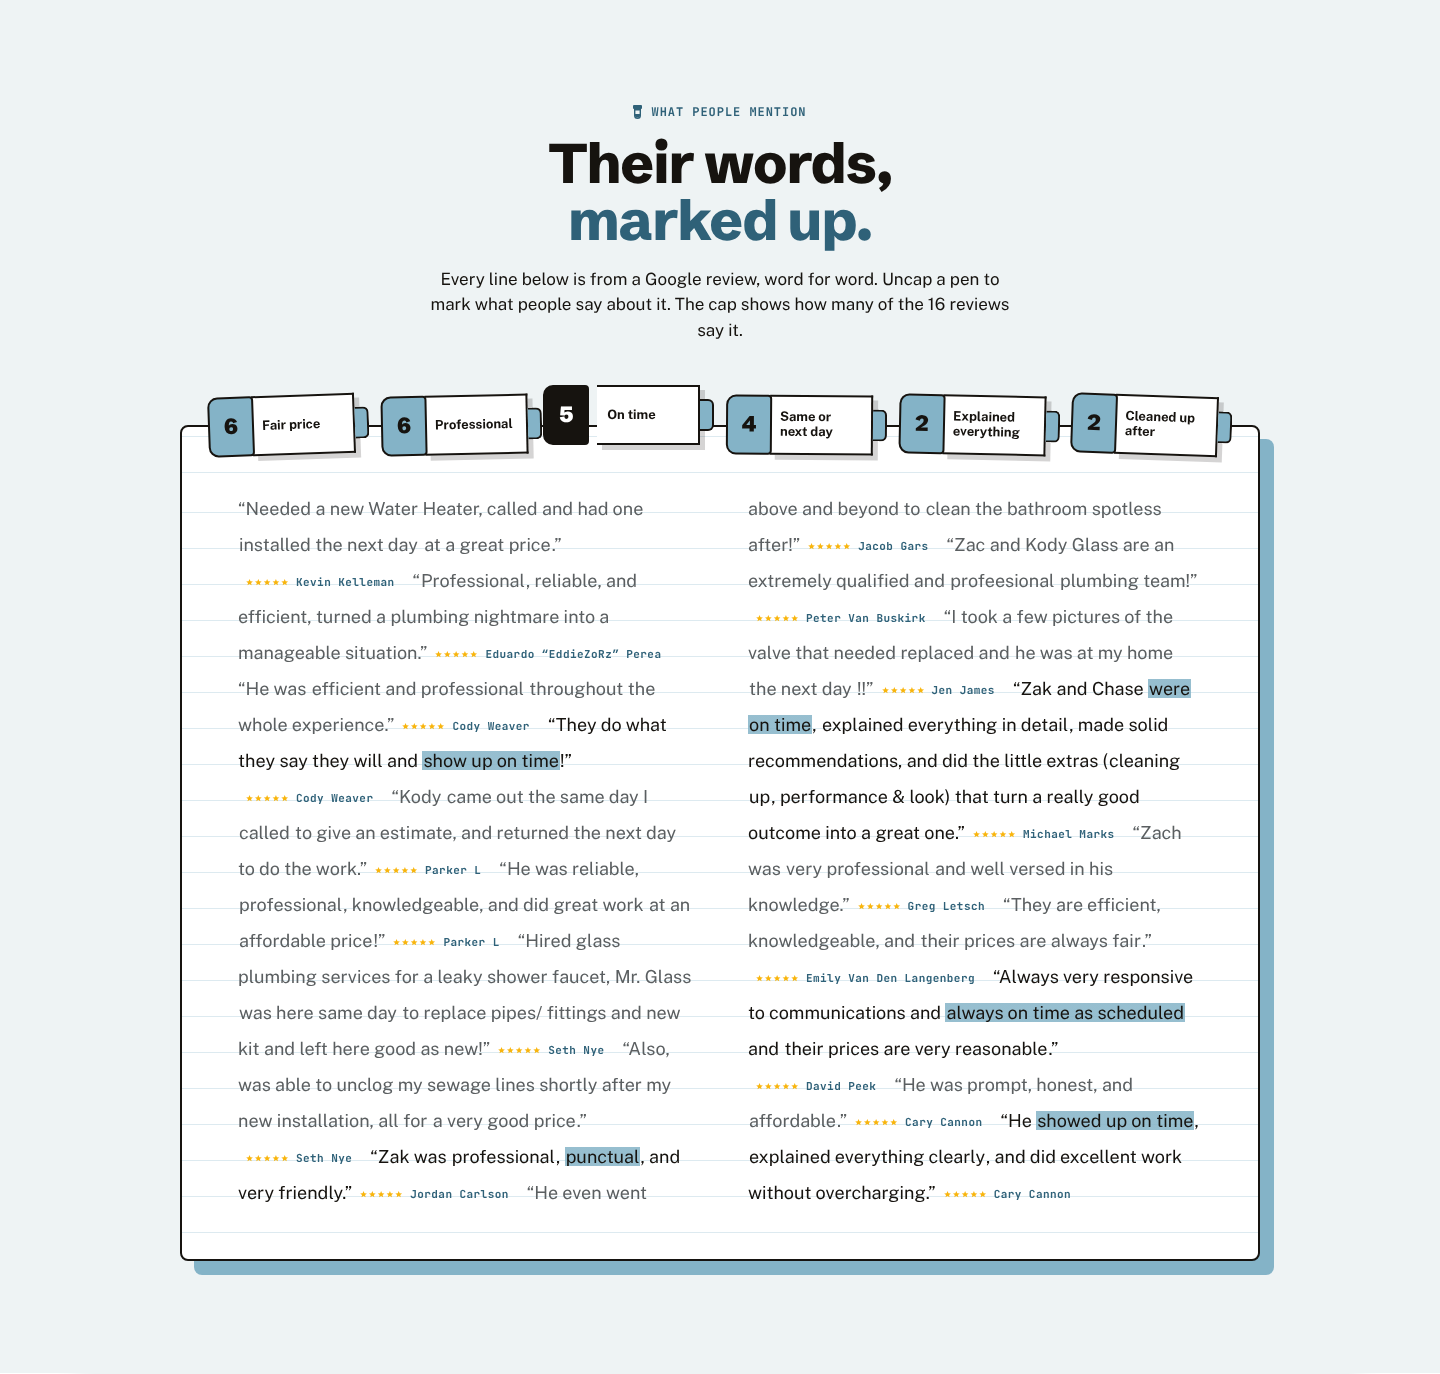 WHAT PEOPLE MENTION
Their words,
marked up.
Every line below is from a Google review, word for word. Uncap a pen to
mark what people say about it. The cap shows how many of the 16 reviews
say it.
6 Fair price
6 Professional
5 On time
4 Same or
next day
2 Explained
everything
2 Cleaned up
after
“Needed a new Water Heater, called and had one
installed the next day at a great price.”
★★★★★ Kevin Kelleman “Professional, reliable, and
efficient, turned a plumbing nightmare into a
manageable situation.” ★★★★★ Eduardo “EddieZoRz” Perea
“He was efficient and professional throughout the
whole experience.” ★★★★★ Cody Weaver “They do what
they say they will and show up on time!”
★★★★★ Cody Weaver “Kody came out the same day I
called to give an estimate, and returned the next day
to do the work.” ★★★★★ Parker L “He was reliable,
professional, knowledgeable, and did great work at an
affordable price!” ★★★★★ Parker L “Hired glass
plumbing services for a leaky shower faucet, Mr. Glass
was here same day to replace pipes/ fittings and new
kit and left here good as new!” ★★★★★ Seth Nye “Also,
was able to unclog my sewage lines shortly after my
new installation, all for a very good price.”
★★★★★ Seth Nye “Zak was professional, punctual, and
very friendly.” ★★★★★ Jordan Carlson “He even went
above and beyond to clean the bathroom spotless
after!” ★★★★★ Jacob Gars “Zac and Kody Glass are an
extremely qualified and profeesional plumbing team!”
★★★★★ Peter Van Buskirk “I took a few pictures of the
valve that needed replaced and he was at my home
the next day !!” ★★★★★ Jen James “Zak and Chase were
on time, explained everything in detail, made solid
recommendations, and did the little extras (cleaning
up, performance & look) that turn a really good
outcome into a great one.” ★★★★★ Michael Marks “Zach
was very professional and well versed in his
knowledge.” ★★★★★ Greg Letsch “They are efficient,
knowledgeable, and their prices are always fair.”
★★★★★ Emily Van Den Langenberg “Always very responsive
to communications and always on time as scheduled
and their prices are very reasonable.”
★★★★★ David Peek “He was prompt, honest, and
affordable.” ★★★★★ Cary Cannon “He showed up on time,
explained everything clearly, and did excellent work
without overcharging.” ★★★★★ Cary Cannon